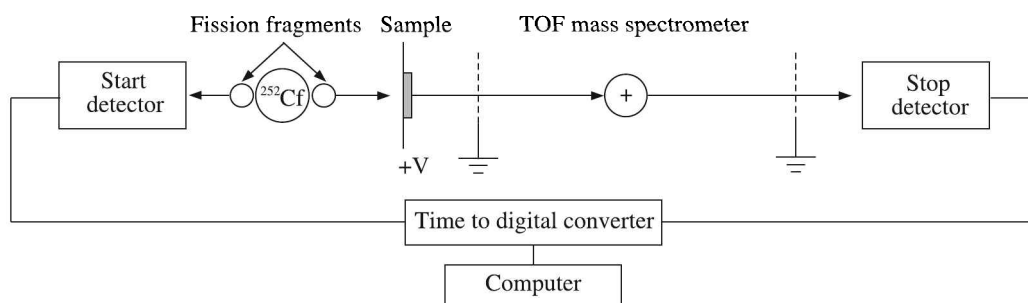 Fission fragments
Sample
TOF mass spectrometer
Start
detector
²⁵²Cf
+
Stop
detector
+V
Time to digital converter
Computer